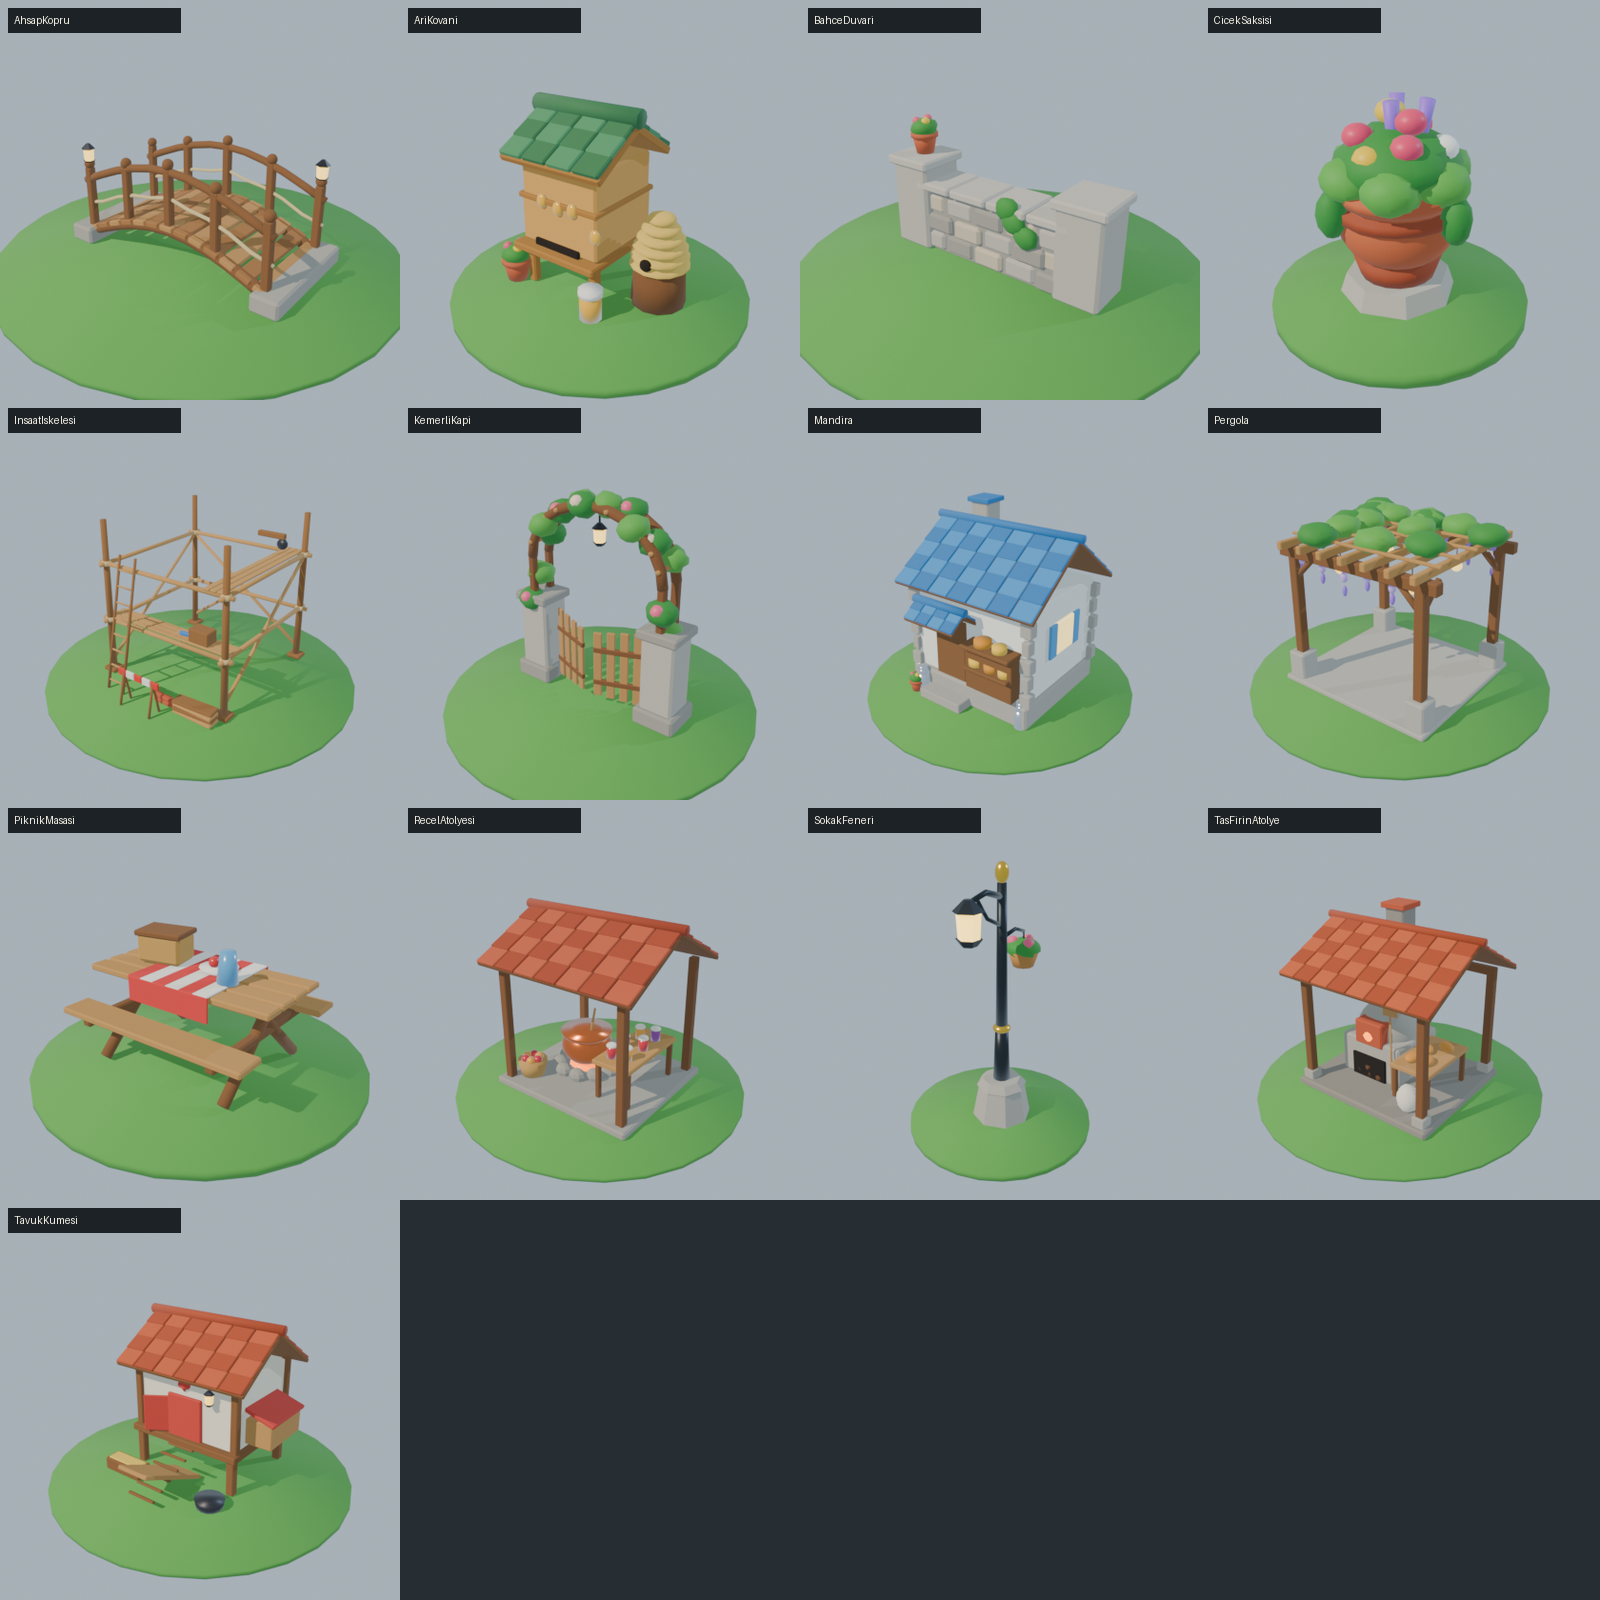 AhsapKopru
AriKovani
BahceDuvari
CicekSaksisi
InsaatIskelesi
KemerliKapi
Mandira
Pergola
PiknikMasasi
RecelAtolyesi
SokakFeneri
TasFirinAtolye
TavukKumesi